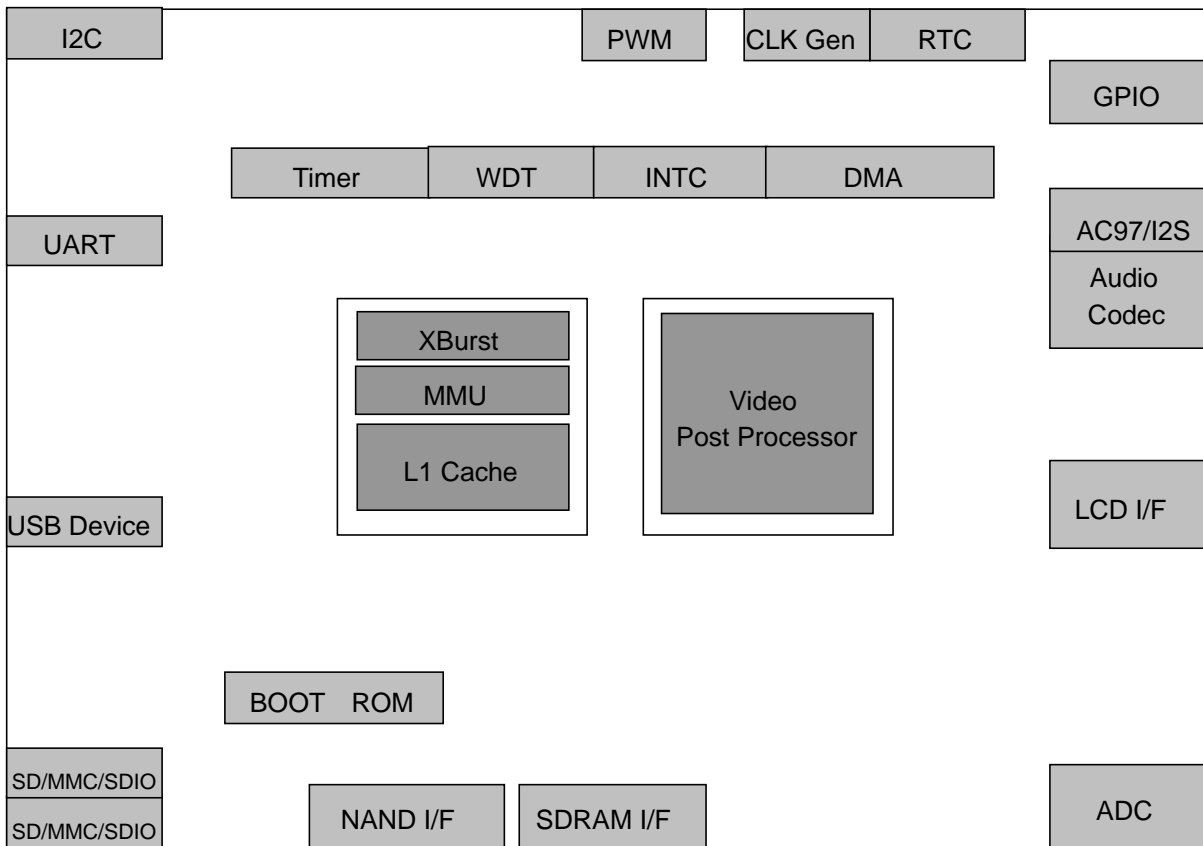 I2C
PWM
CLK Gen
RTC
GPIO
Timer
WDT
INTC
DMA
UART
AC97/I2S
Audio
Codec
XBurst
MMU
L1 Cache
Video
Post Processor
USB Device
LCD I/F
BOOT ROM
SD/MMC/SDIO
SD/MMC/SDIO
NAND I/F
SDRAM I/F
ADC